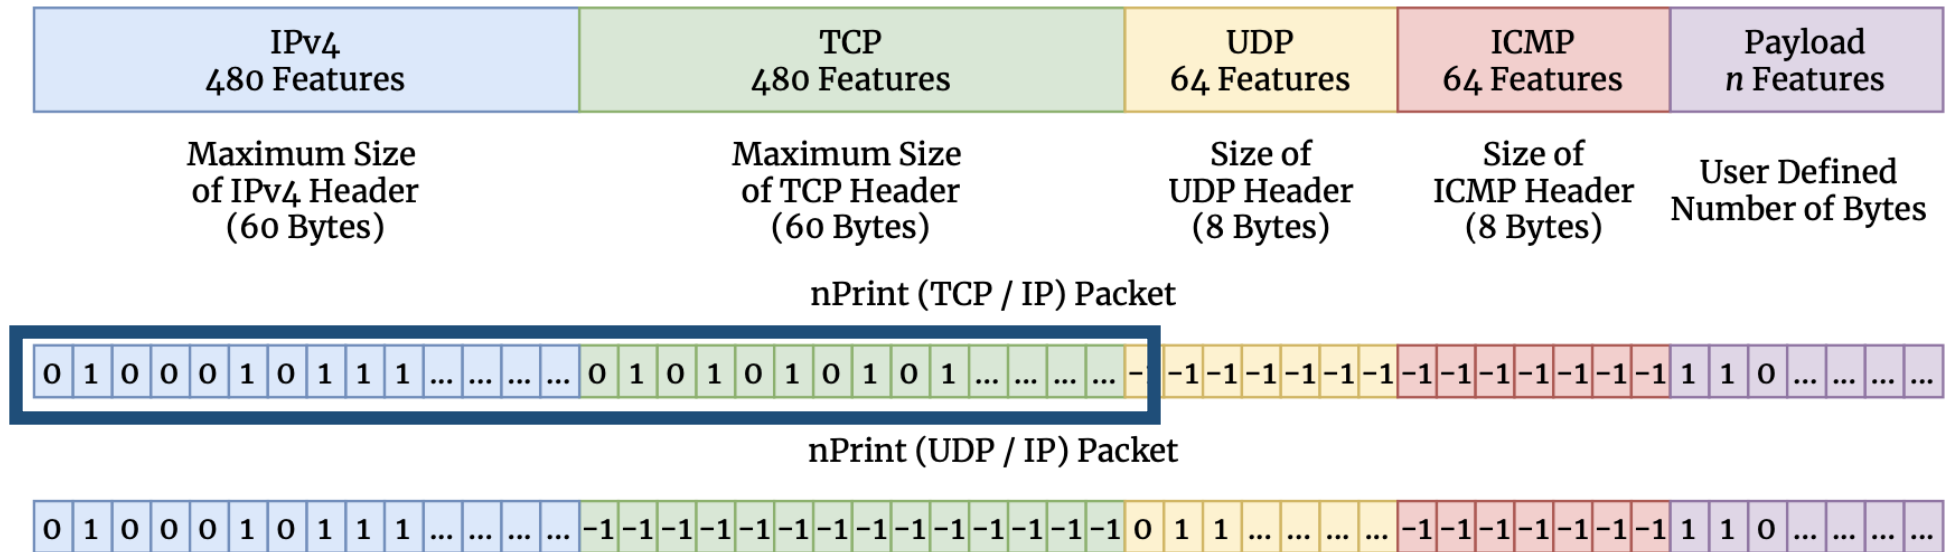 IPv4 TCP UDP ICMP Payload
480 Features 480 Features 64 Features 64 Features n Features
Maximum Size Maximum Size Size of Size of User Defined
of IPv4 Header of TCP Header UDP Header ICMP Header Number of Bytes
(60 Bytes) (60 Bytes) (8 Bytes) (8 Bytes)
nPrint (TCP / IP) Packet
0 1 0 0 0 1 0 1 1 1 ... ... ... ... 0 1 0 1 0 1 0 1 0 1 ... ... ... ... -1 -1 -1 -1 -1 -1 -1 -1 -1 -1 -1 -1 -1 1 1 0 ... ... ... ...
nPrint (UDP / IP) Packet
0 1 0 0 0 1 0 1 1 1 ... ... ... ... -1 -1 -1 -1 -1 -1 -1 -1 -1 -1 -1 -1 -1 -1 0 1 1 ... ... ... ... -1 -1 -1 -1 -1 -1 -1 1 1 0 ... ... ... ...